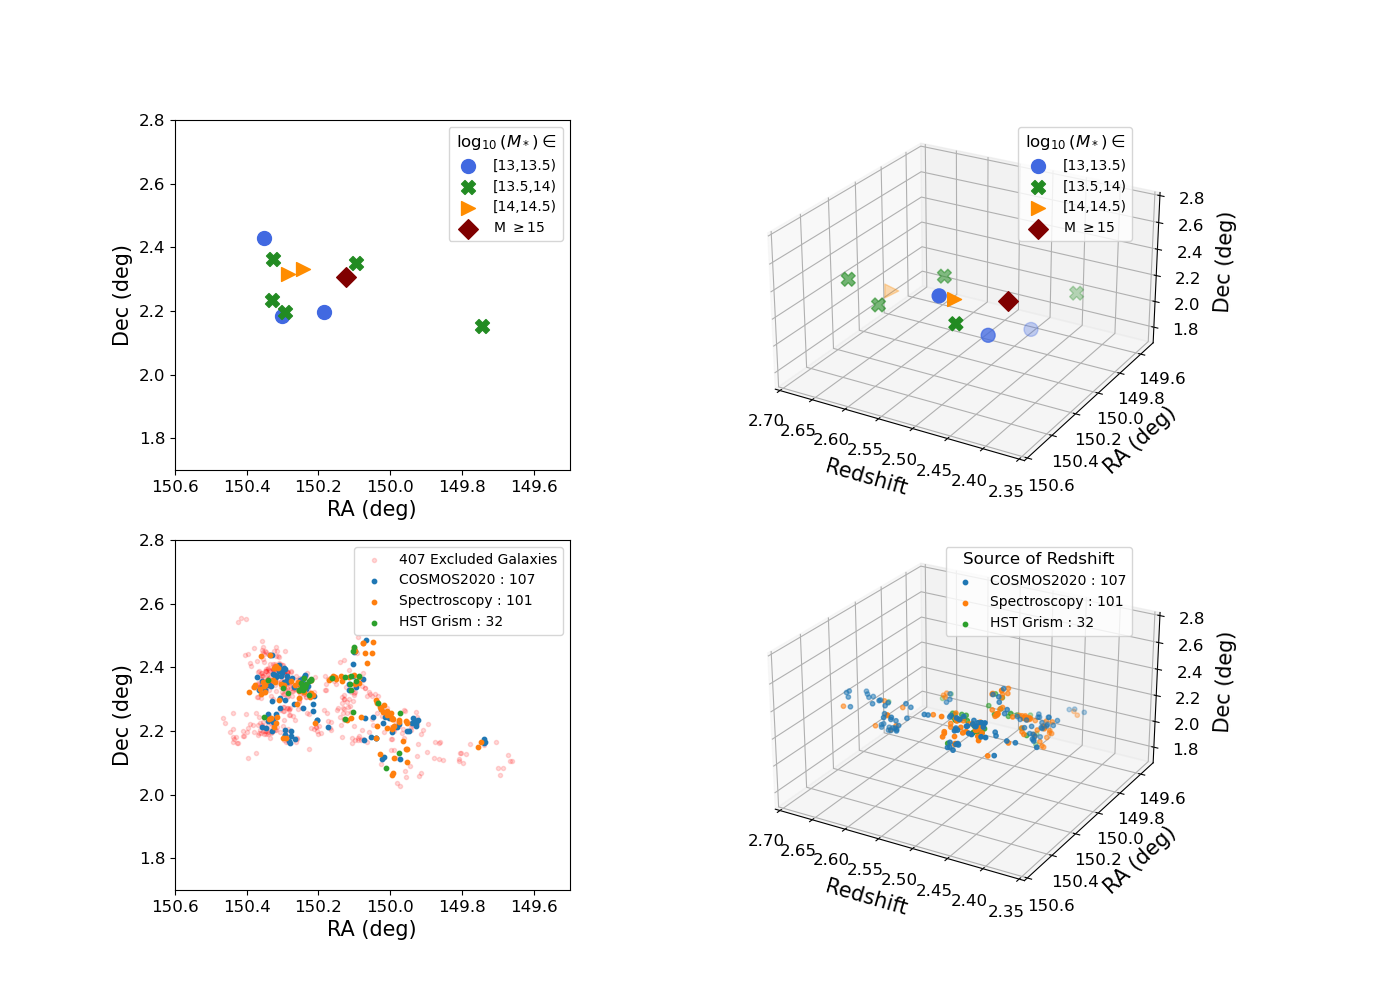 log₁₀ (M*) ∈
[13,13.5)
[13.5,14)
[14,14.5)
M ≥15
2.8
2.6
2.4
2.2
2.0
1.8
Dec (deg)
150.6 150.4 150.2 150.0 149.8 149.6
RA (deg)
log₁₀ (M*) ∈
[13,13.5)
[13.5,14)
[14,14.5)
M ≥15
2.8
2.6
2.4
2.2
2.0
1.8
Dec (deg)
149.6
149.8
150.0
150.2
150.4
150.6
RA (deg)
2.70 2.65 2.60 2.55 2.50 2.45 2.40 2.35
Redshift
407 Excluded Galaxies
COSMOS2020 : 107
Spectroscopy : 101
HST Grism : 32
2.8
2.6
2.4
2.2
2.0
1.8
Dec (deg)
150.6 150.4 150.2 150.0 149.8 149.6
RA (deg)
Source of Redshift
COSMOS2020 : 107
Spectroscopy : 101
HST Grism : 32
2.8
2.6
2.4
2.2
2.0
1.8
Dec (deg)
149.6
149.8
150.0
150.2
150.4
150.6
RA (deg)
2.70 2.65 2.60 2.55 2.50 2.45 2.40 2.35
Redshift